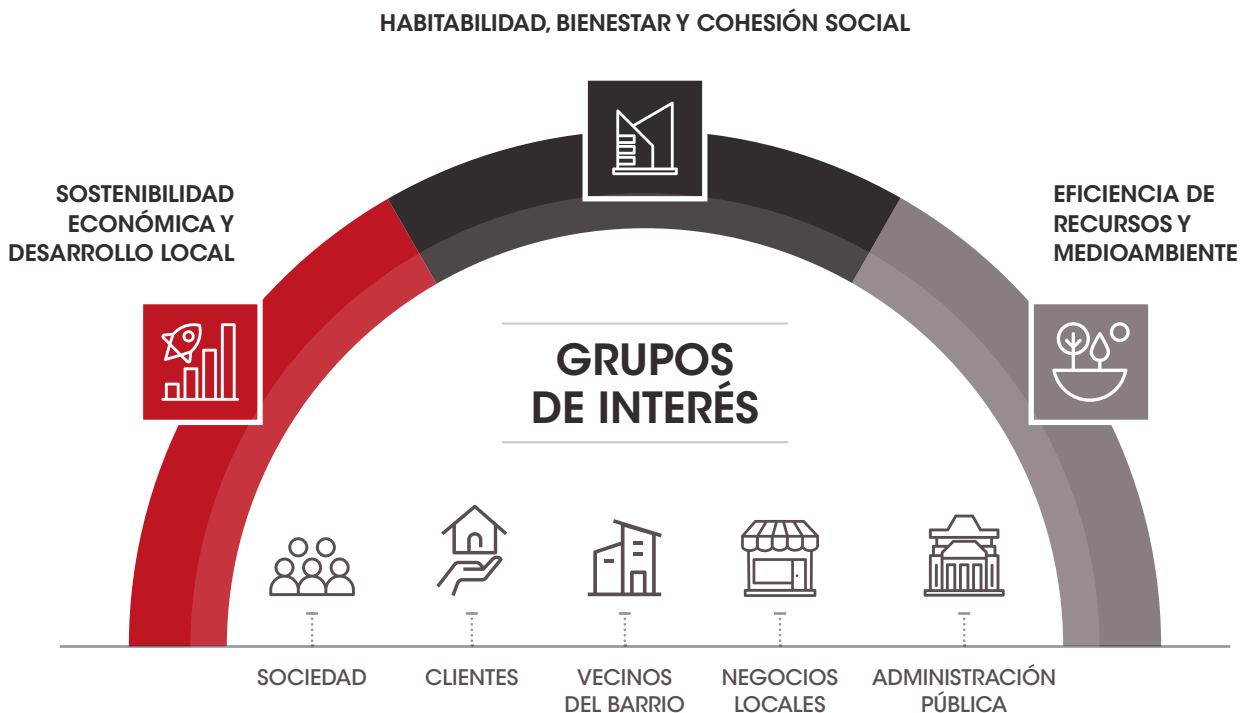 HABITABILIDAD, BIENESTAR Y COHESIÓN SOCIAL
SOSTENIBILIDAD
ECONÓMICA Y
DESARROLLO LOCAL
EFICIENCIA DE
RECURSOS Y
MEDIOAMBIENTE
GRUPOS
DE INTERÉS
SOCIEDAD
CLIENTES
VECINOS
DEL BARRIO
NEGOCIOS
LOCALES
ADMINISTRACIÓN
PÚBLICA